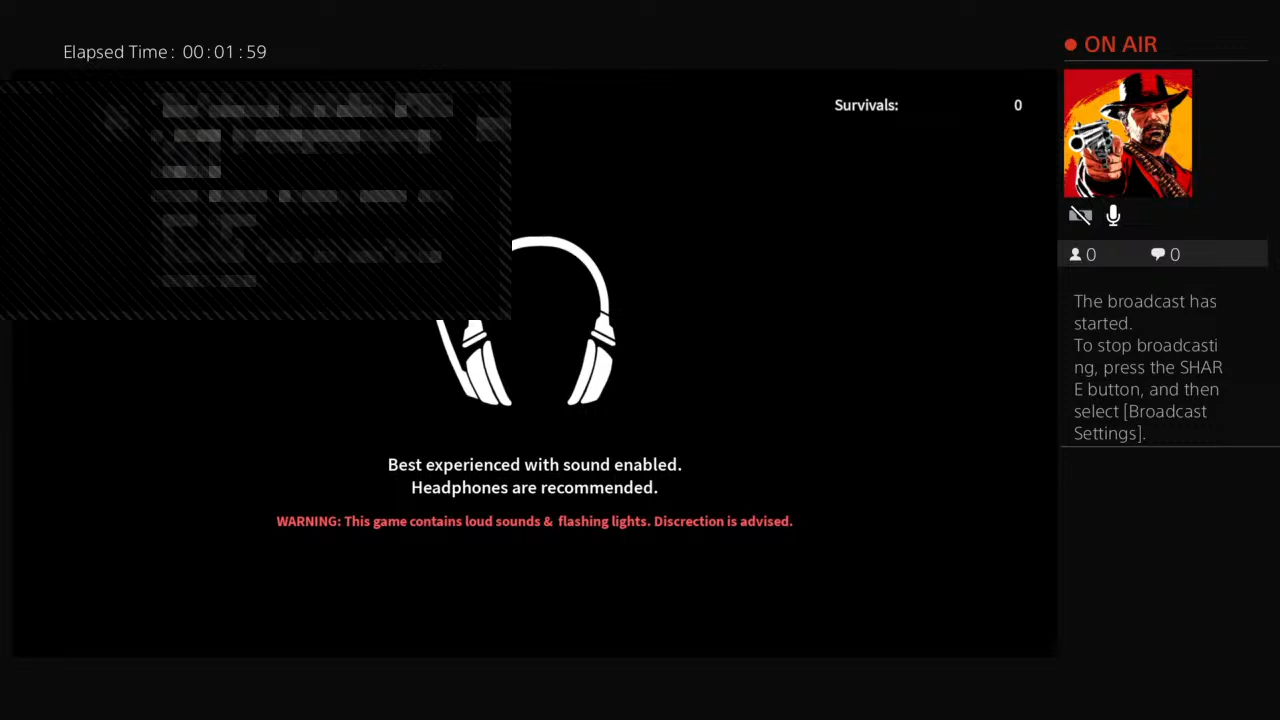 Elapsed Time: 00:01:59
ON AIR
Survivals: 0
0 0
The broadcast has
started.
To stop broadcasti
ng, press the SHAR
E button, and then
select [Broadcast
Settings].
Best experienced with sound enabled.
Headphones are recommended.
WARNING: This game contains loud sounds & flashing lights. Discrection is advised.